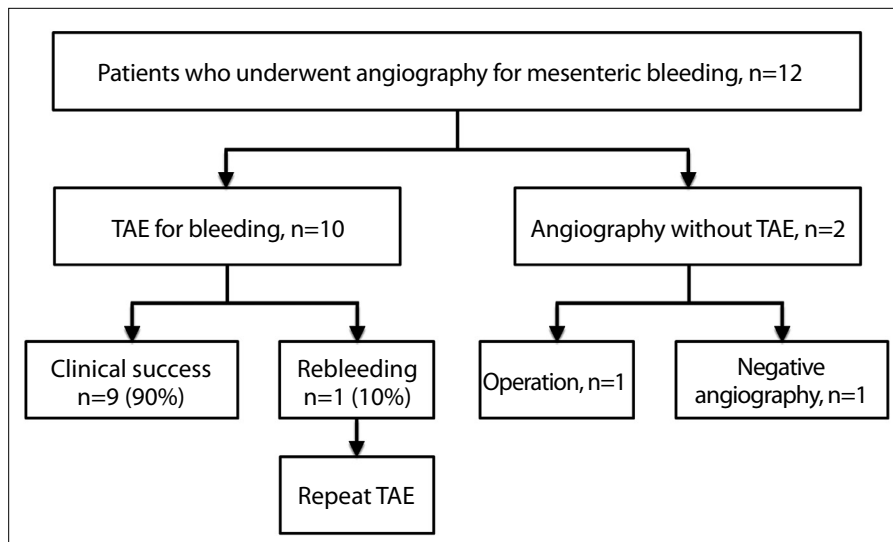 Patients who underwent angiography for mesenteric bleeding, n=12
TAE for bleeding, n=10
Angiography without TAE, n=2
Clinical success
n=9 (90%)
Rebleeding
n=1 (10%)
Operation, n=1
Negative
angiography, n=1
Repeat TAE